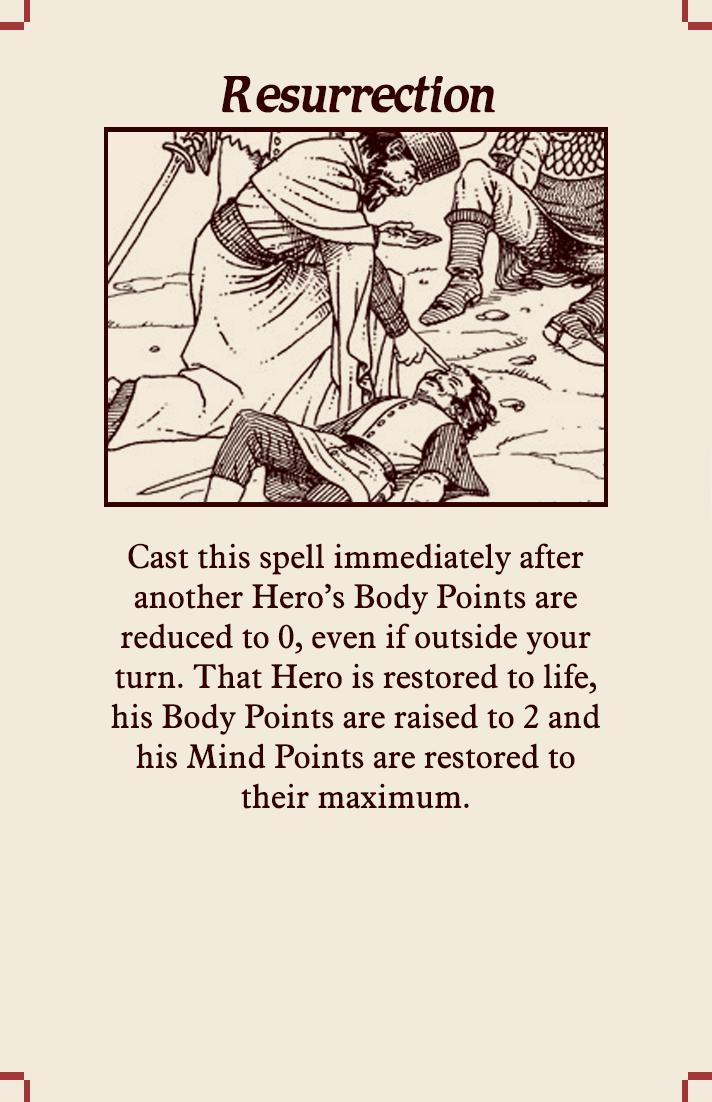 Resurrection
Cast this spell immediately after
another Hero’s Body Points are
reduced to 0, even if outside your
turn. That Hero is restored to life,
his Body Points are raised to 2 and
his Mind Points are restored to
their maximum.